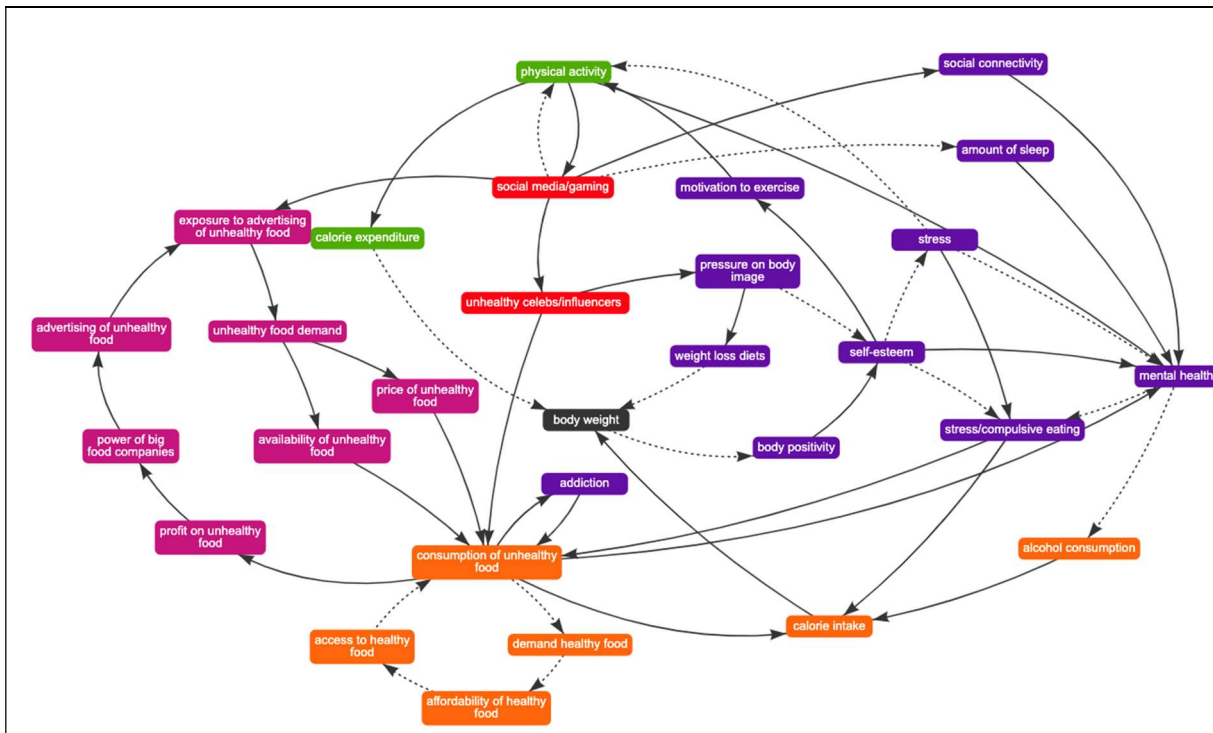 physical activity
social connectivity
amount of sleep
social media/gaming
motivation to exercise
exposure to advertising
of unhealthy food
calorie expenditure
stress
pressure on body
image
unhealthy celebs/influencers
advertising of unhealthy
food
unhealthy food demand
weight loss diets
self-esteem
mental health
price of unhealthy
food
body weight
power of big
food companies
availability of unhealthy
food
body positivity
stress/compulsive eating
addiction
profit on unhealthy
food
consumption of unhealthy
food
alcohol consumption
calorie intake
access to healthy
food
demand healthy food
affordability of healthy
food